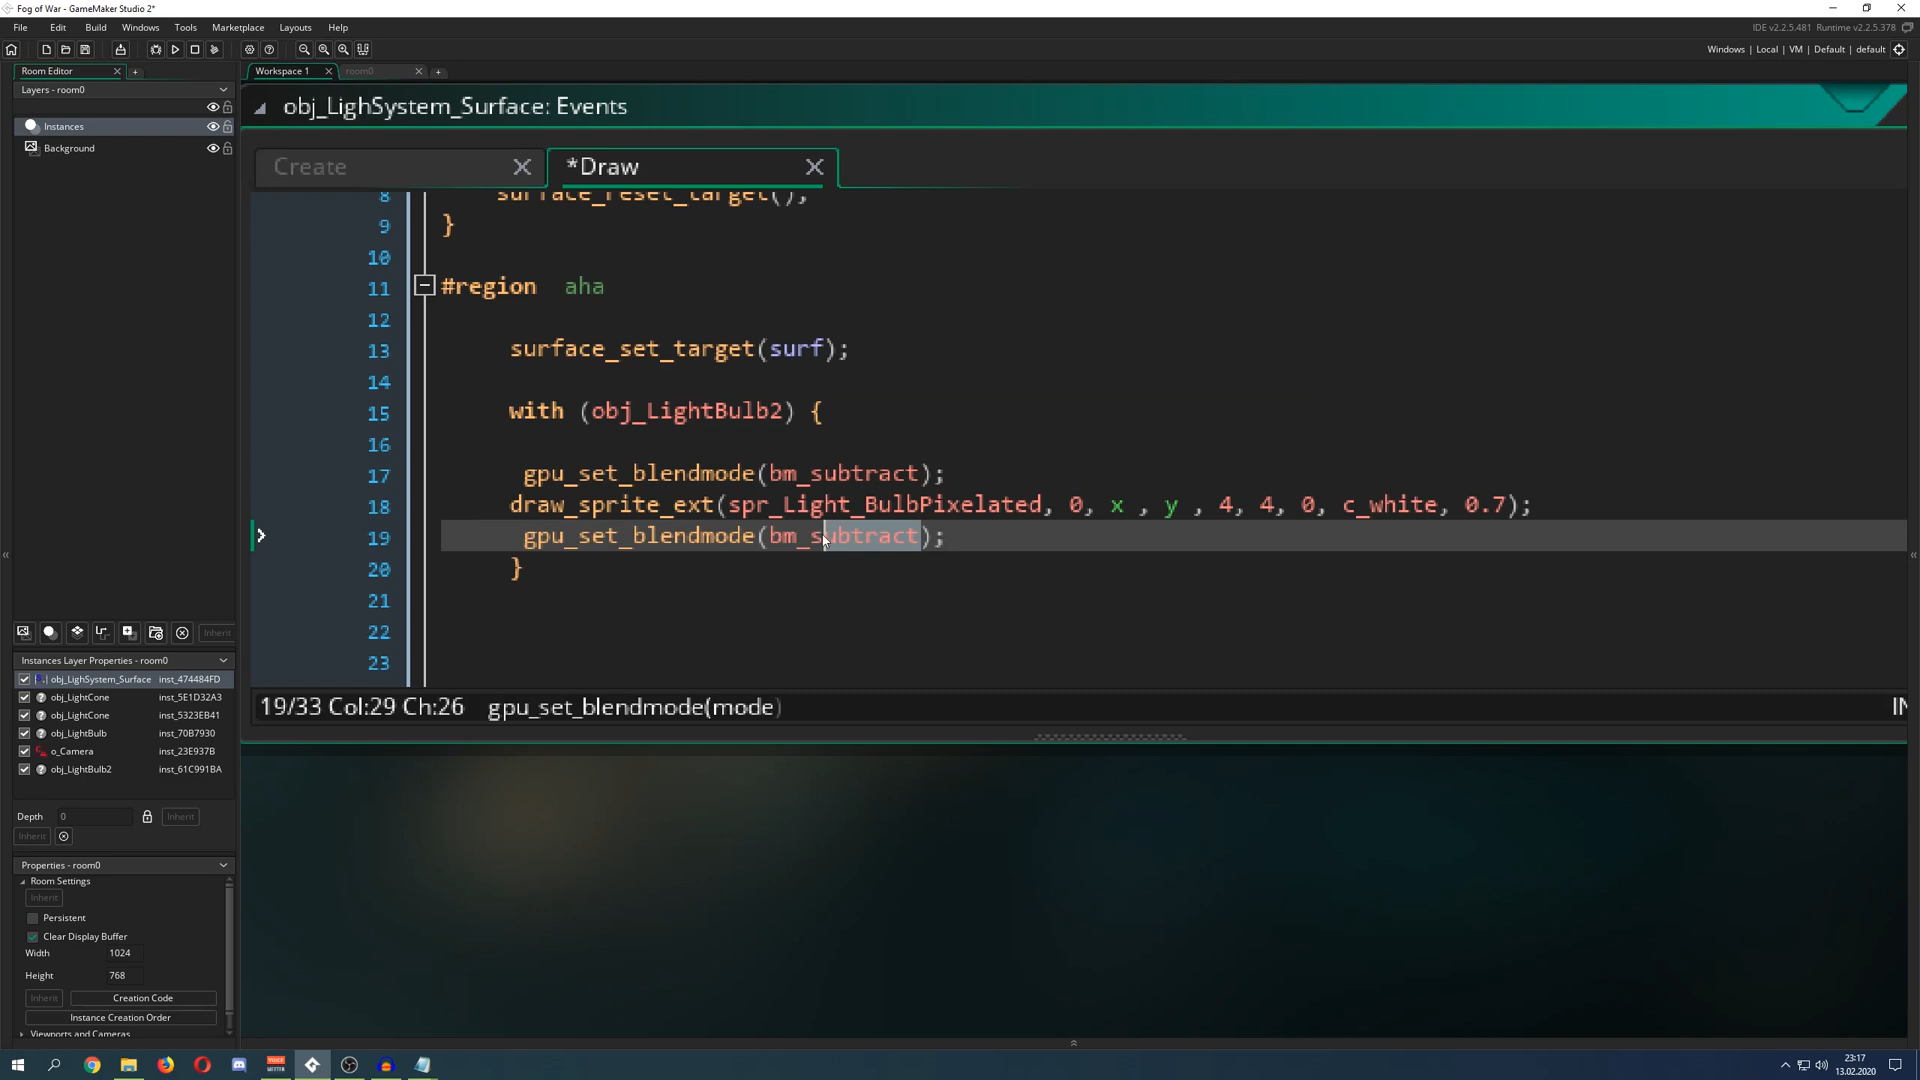 Fog of War - GameMaker Studio 2*
File Edit Build Windows Tools Marketplace Layouts Help
IDE v2.2.5.481 Runtime v2.2.5.378
Windows | Local | VM | Default | default
Room Editor
Workspace 1
room0
Layers - room0
Instances
Background
obj_LighSystem_Surface: Events
Create
*Draw
8 surface_reset_target();
9 }
10
11 #region aha
12
13 surface_set_target(surf);
14
15 with (obj_LightBulb2) {
16
17 gpu_set_blendmode(bm_subtract);
18 draw_sprite_ext(spr_Light_BulbPixelated, 0, x , y , 4, 4, 0, c_white, 0.7);
19 gpu_set_blendmode(bm_subtract);
20 }
21
22
23
19/33 Col:29 Ch:26 gpu_set_blendmode(mode)
IN
Inherit
Instances Layer Properties - room0
obj_LighSystem_Surface inst_474484FD
obj_LightCone inst_5E1D32A3
obj_LightCone inst_5323EB41
obj_LightBulb inst_70B7930
o_Camera inst_23E937B
obj_LightBulb2 inst_61C991BA
Depth 0 Inherit
Inherit
Properties - room0
Room Settings
Inherit
Persistent
Clear Display Buffer
Width 1024
Height 768
Inherit Creation Code
Instance Creation Order
Viewports and Cameras
23:17
13.02.2020